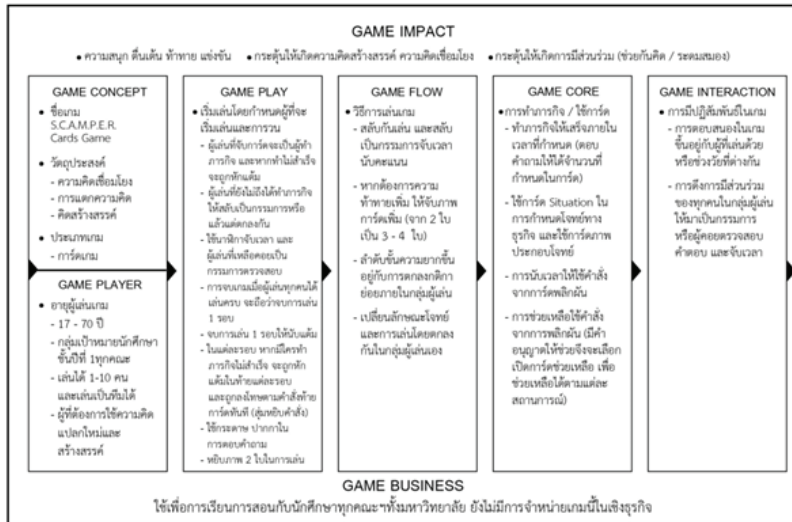 GAME IMPACT
• ความสนุก ตื่นเต้น ท้าทาย แข่งขัน • กระตุ้นให้เกิดความคิดสร้างสรรค์ ความคิดเชื่อมโยง • กระตุ้นให้เกิดการมีส่วนร่วม (ช่วยกันคิด / ระดมสมอง)
GAME CONCEPT
• ชื่อเกม
S.C.A.M.P.E.R.
Cards Game
• วัตถุประสงค์
- ความคิดเชื่อมโยง
- การแตกความคิด
- คิดสร้างสรรค์
• ประเภทเกม
- การ์ดเกม
GAME PLAYER
• อายุผู้เล่นเกม
- 17 - 70 ปี
- กลุ่มเป้าหมายนักศึกษา
ชั้นปีที่ 1ทุกคณะ
- เล่นได้ 1-10 คน
และเล่นเป็นทีมได้
- ผู้ที่ต้องการใช้ความคิด
แปลกใหม่และ
สร้างสรรค์
GAME PLAY
• เริ่มเล่นโดยกำหนดผู้ที่จะ
เริ่มเล่นและการวน
- ผู้เล่นที่จับการ์ดจะเป็นผู้ทำ
ภารกิจ และหากทำไม่สำเร็จ
จะถูกหักแต้ม
- ผู้เล่นที่ยังไม่ถึงได้ทำภารกิจ
ให้สลับเป็นกรรมการหรือ
แล้วแต่ตกลงกัน
- ใช้นาฬิกาจับเวลา และ
ผู้เล่นที่เหลือคอยเป็น
กรรมการตรวจสอบ
- การจบเกมเมื่อผู้เล่นทุกคนได้
เล่นครบ จะถือว่าจบการเล่น
1 รอบ
- จบการเล่น 1 รอบให้นับแต้ม
- ในแต่ละรอบ หากมีใครทำ
ภารกิจไม่สำเร็จ จะถูกหัก
แต้มในท้ายแต่ละรอบ
และถูกลงโทษตามคำสั่งท้าย
การ์ดทันที (สุ่มหยิบคำสั่ง)
- ใช้กระดาษ ปากกาใน
การตอบคำถาม
- หยิบภาพ 2 ใบในการเล่น
GAME FLOW
• วิธีการเล่นเกม
- สลับกันเล่น และสลับ
เป็นกรรมการจับเวลา
นับคะแนน
- หากต้องการความ
ท้าทายเพิ่ม ให้จับภาพ
การ์ดเพิ่ม (จาก 2 ใบ
เป็น 3 - 4 ใบ)
- ลำดับขั้นความยากขึ้น
อยู่กับการตกลงกติกา
ย่อยภายในกลุ่มผู้เล่น
- เปลี่ยนลักษณะโจทย์
และการเล่นโดยตกลง
กันในกลุ่มผู้เล่นเอง
GAME CORE
• การทำภารกิจ / ใช้การ์ด
- ทำภารกิจให้เสร็จภายใน
เวลาที่กำหนด (ตอบ
คำถามให้ได้จำนวนที่
กำหนดในการ์ด)
- ใช้การ์ด Situation ใน
การกำหนดโจทย์ทาง
ธุรกิจ และใช้การ์ดภาพ
ประกอบโจทย์
- การนับเวลาให้ใช้คำสั่ง
จากการ์ดพลิกผัน
- การช่วยเหลือใช้คำสั่ง
จากการพลิกผัน (มีคำ
อนุญาตให้ช่วยจึงจะเลือก
เปิดการ์ดช่วยเหลือ เพื่อ
ช่วยเหลือได้ตามแต่ละ
สถานการณ์)
GAME INTERACTION
• การมีปฏิสัมพันธ์ในเกม
- การตอบสนองในเกม
ขึ้นอยู่กับผู้ที่เล่นด้วย
หรือช่วงวัยที่ต่างกัน
- การดึงการมีส่วนร่วม
ของทุกคนในกลุ่มผู้เล่น
ให้มาเป็นกรรมการ
หรือผู้คอยตรวจสอบ
คำตอบ และจับเวลา
GAME BUSINESS
ใช้เพื่อการเรียนการสอนกับนักศึกษาทุกคณะฯทั้งมหาวิทยาลัย ยังไม่มีการจำหน่ายเกมนี้ในเชิงธุรกิจ